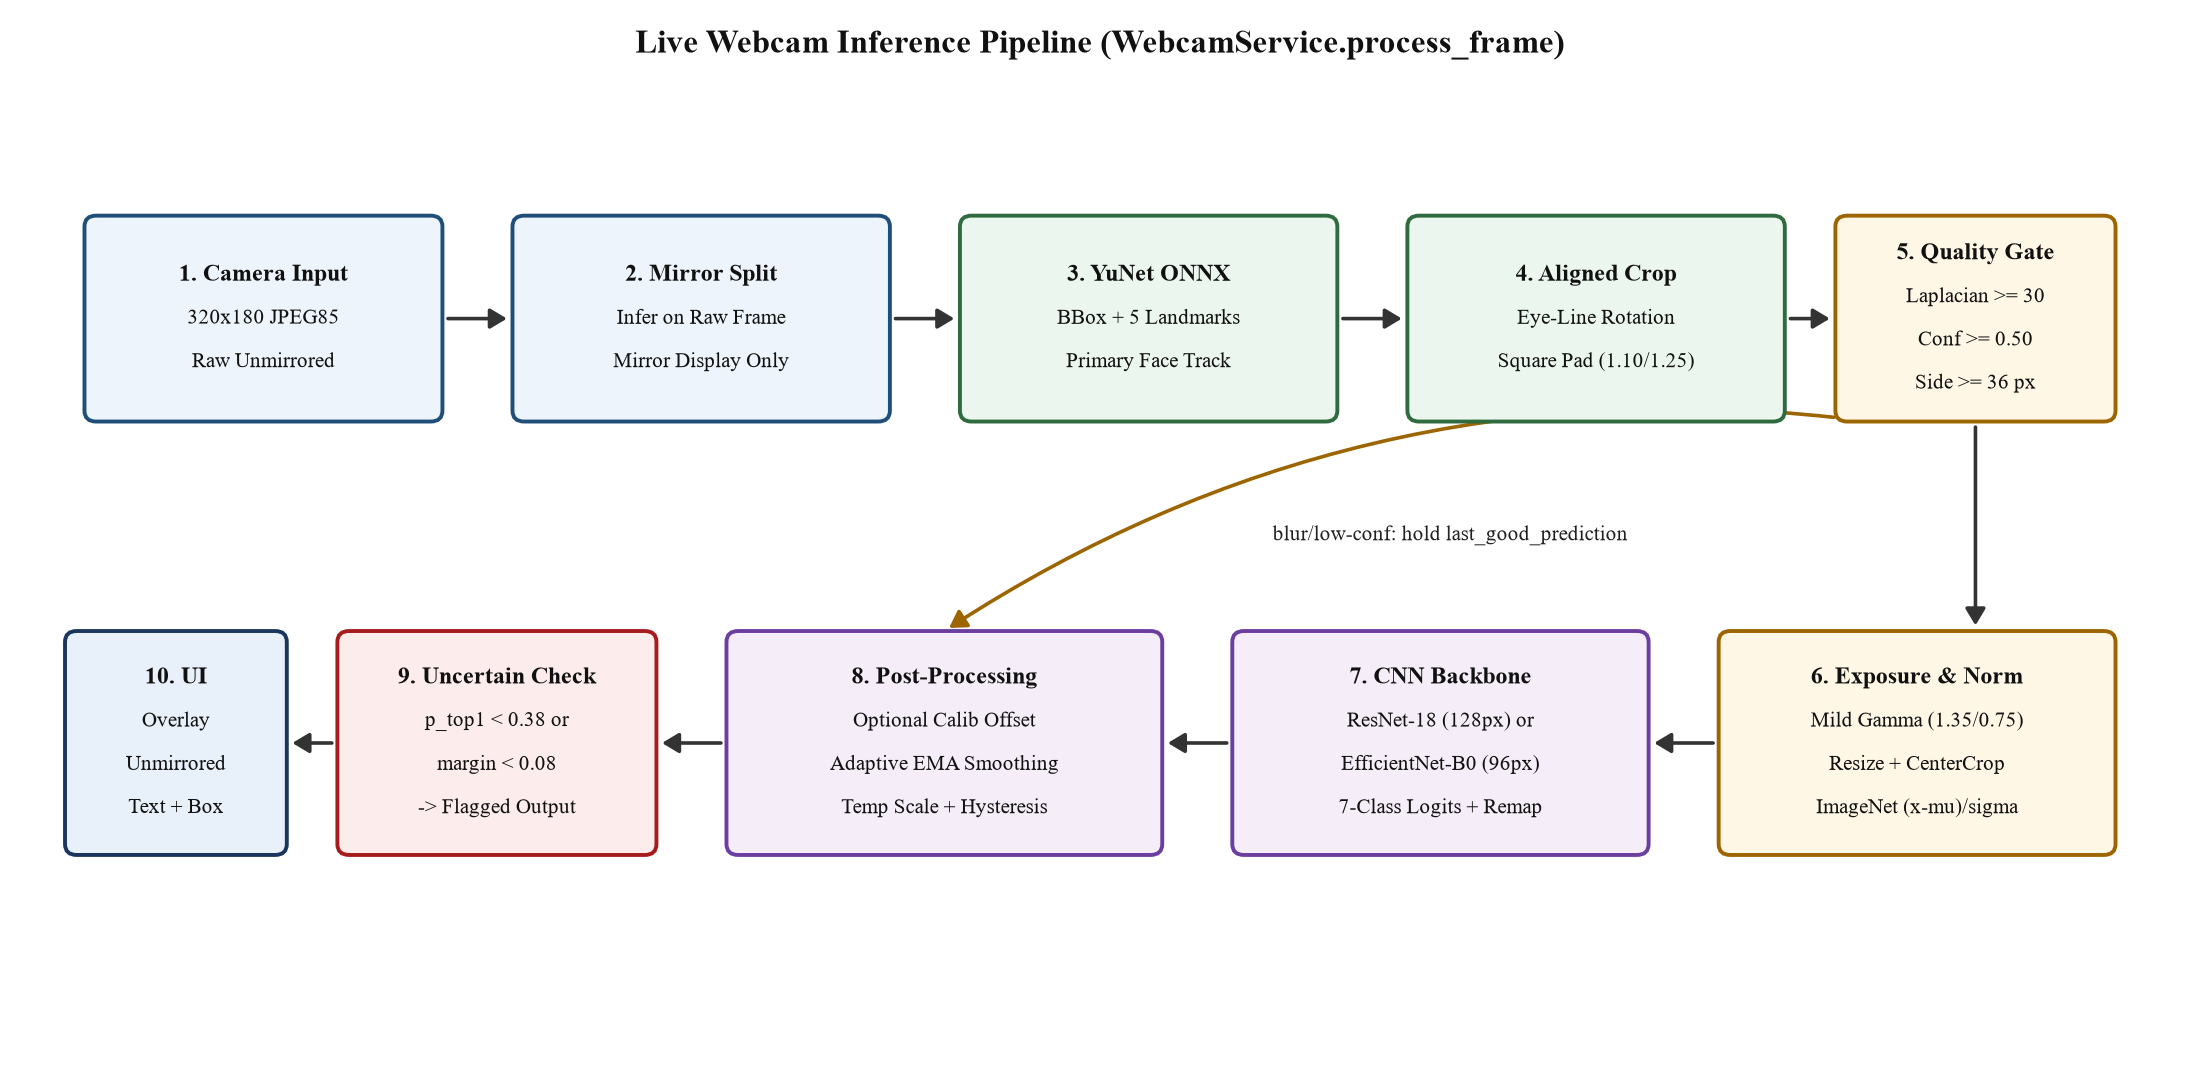 Live Webcam Inference Pipeline (WebcamService.process_frame)
1. Camera Input
320x180 JPEG85
Raw Unmirrored
2. Mirror Split
Infer on Raw Frame
Mirror Display Only
3. YuNet ONNX
BBox + 5 Landmarks
Primary Face Track
4. Aligned Crop
Eye-Line Rotation
Square Pad (1.10/1.25)
5. Quality Gate
Laplacian >= 30
Conf >= 0.50
Side >= 36 px
blur/low-conf: hold last_good_prediction
6. Exposure & Norm
Mild Gamma (1.35/0.75)
Resize + CenterCrop
ImageNet (x-mu)/sigma
7. CNN Backbone
ResNet-18 (128px) or
EfficientNet-B0 (96px)
7-Class Logits + Remap
8. Post-Processing
Optional Calib Offset
Adaptive EMA Smoothing
Temp Scale + Hysteresis
9. Uncertain Check
p_top1 < 0.38 or
margin < 0.08
-> Flagged Output
10. UI
Overlay
Unmirrored
Text + Box